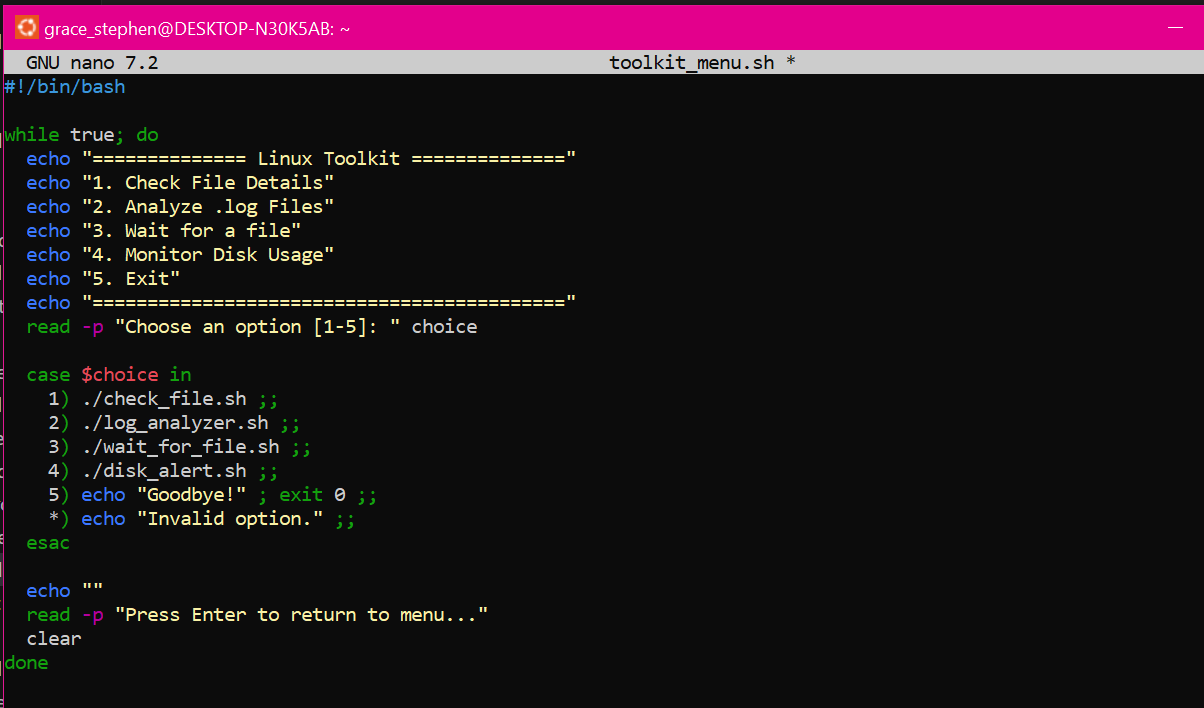 grace_stephen@DESKTOP-N30K5AB: ~
GNU nano 7.2 toolkit_menu.sh *
#!/bin/bash

while true; do
  echo "============== Linux Toolkit =============="
  echo "1. Check File Details"
  echo "2. Analyze .log Files"
  echo "3. Wait for a file"
  echo "4. Monitor Disk Usage"
  echo "5. Exit"
  echo "==========================================="
  read -p "Choose an option [1-5]: " choice

  case $choice in
    1) ./check_file.sh ;;
    2) ./log_analyzer.sh ;;
    3) ./wait_for_file.sh ;;
    4) ./disk_alert.sh ;;
    5) echo "Goodbye!" ; exit 0 ;;
    *) echo "Invalid option." ;;
  esac

  echo ""
  read -p "Press Enter to return to menu..."
  clear
done